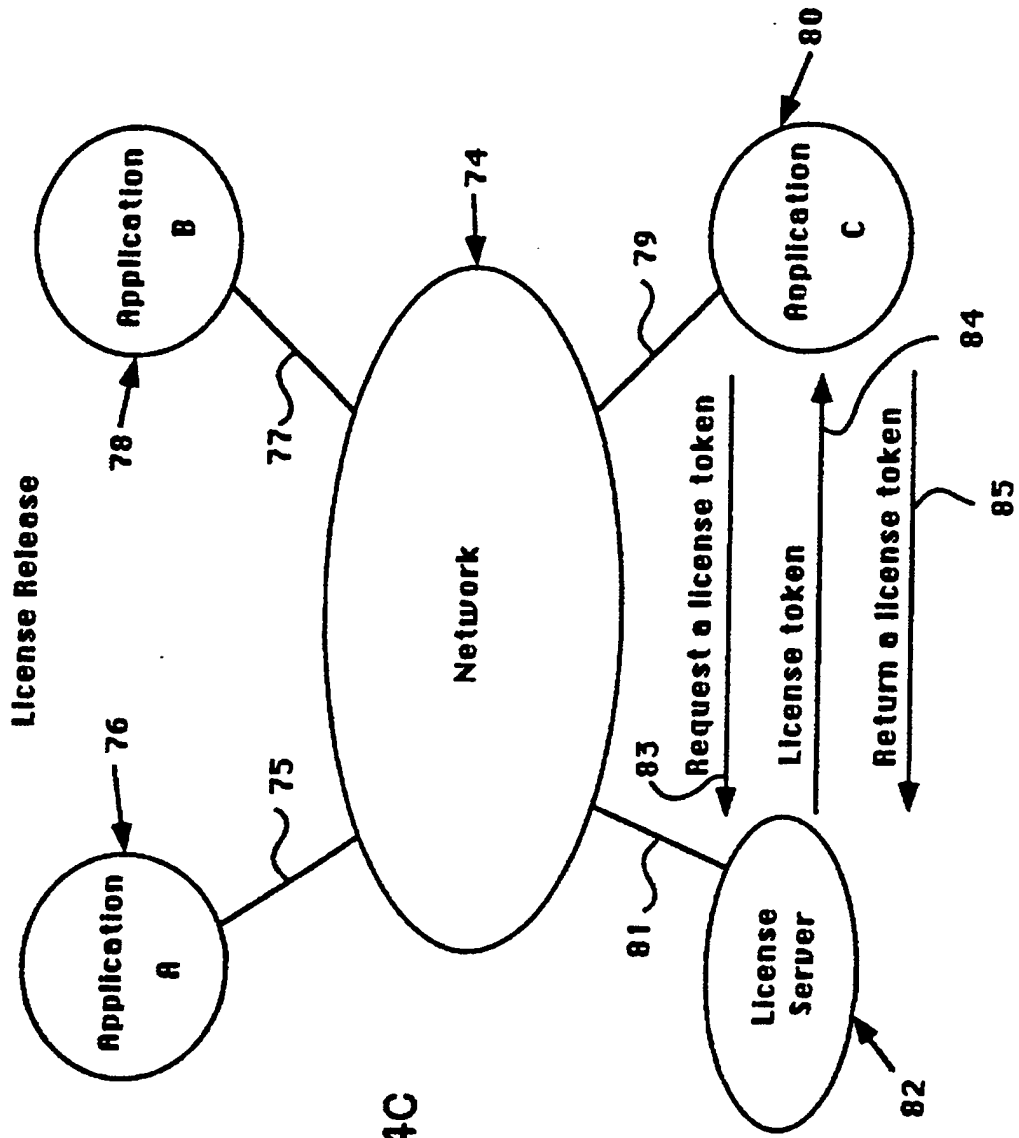 License Release
76
Application
A
75
78
Application
B
77
Network
74
81
79
License
Server
82
83
Request a license token
License token
84
Return a license token
85
Application
C
80
4C